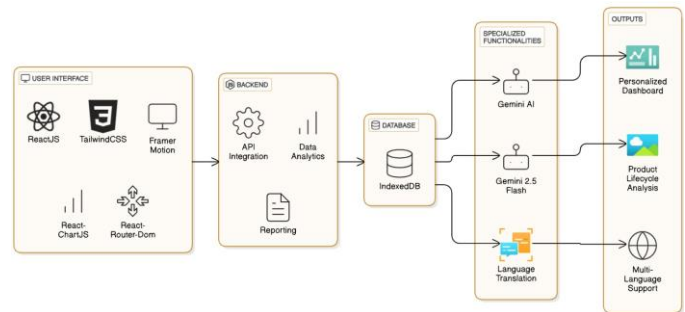 USER INTERFACE
ReactJS
TailwindCSS
Framer
Motion
React-
ChartJS
React-
Router-Dom
BACKEND
API
Integration
Data
Analytics
Reporting
DATABASE
IndexedDB
SPECIALIZED
FUNCTIONALITIES
Gemini AI
Gemini 2.5
Flash
Language
Translation
OUTPUTS
Personalized
Dashboard
Product
Lifecycle
Analysis
Multi-
Language
Support